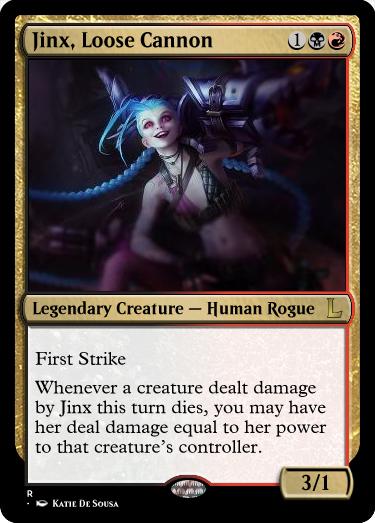 Jinx, Loose Cannon 1
Legendary Creature — Human Rogue L
First Strike
Whenever a creature dealt damage
by Jinx this turn dies, you may have
her deal damage equal to her power
to that creature's controller.
3/1
R
Katie De Sousa